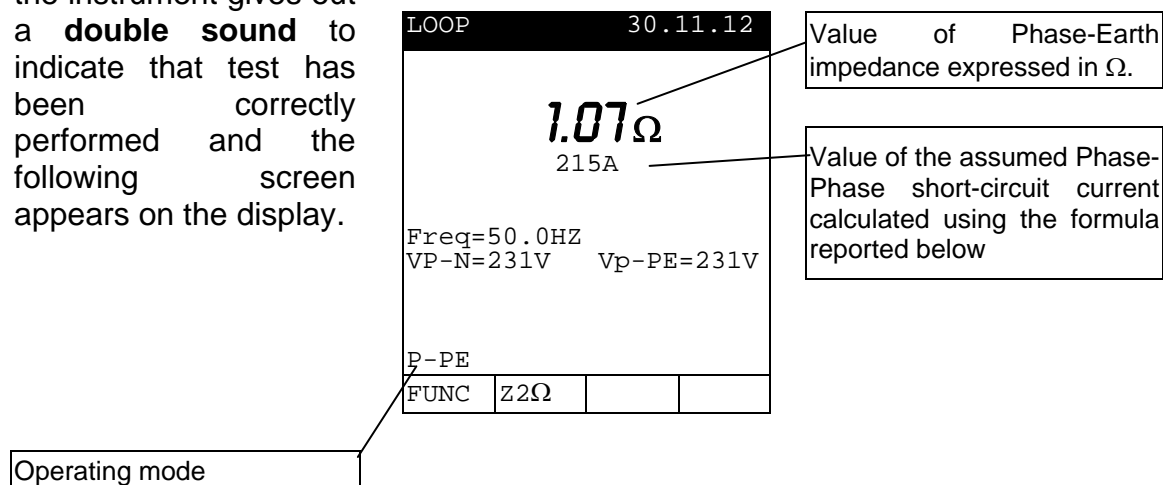 the instrument gives out
a double sound to
indicate that test has
been correctly
performed and the
following screen
appears on the display.
LOOP 30.11.12
1.07Ω
215A
Freq=50.0HZ
VP-N=231V Vp-PE=231V
P-PE
FUNC Z2Ω
Value of Phase-Earth
impedance expressed in Ω.
Value of the assumed Phase-
Phase short-circuit current
calculated using the formula
reported below
Operating mode